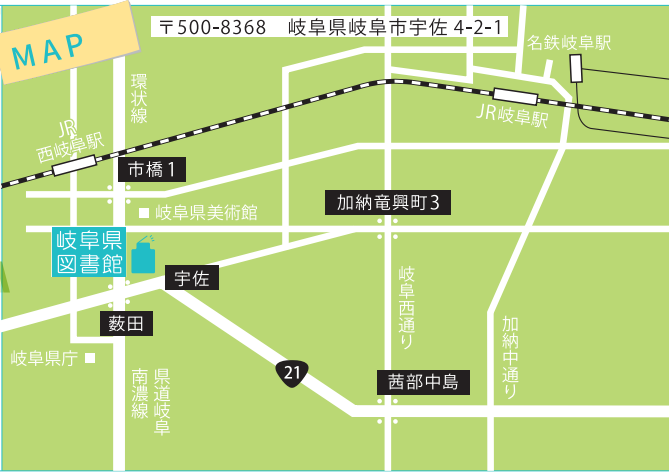 MAP
〒500-8368 岐阜県岐阜市宇佐 4-2-1
名鉄岐阜駅
環状線
JR岐阜駅
JR
西岐阜駅
市橋1
岐阜県美術館
加納竜興町3
岐阜県
図書館
宇佐
岐阜西通り
薮田
加納中通り
岐阜県庁
県道岐阜
南濃線
21
茜部中島